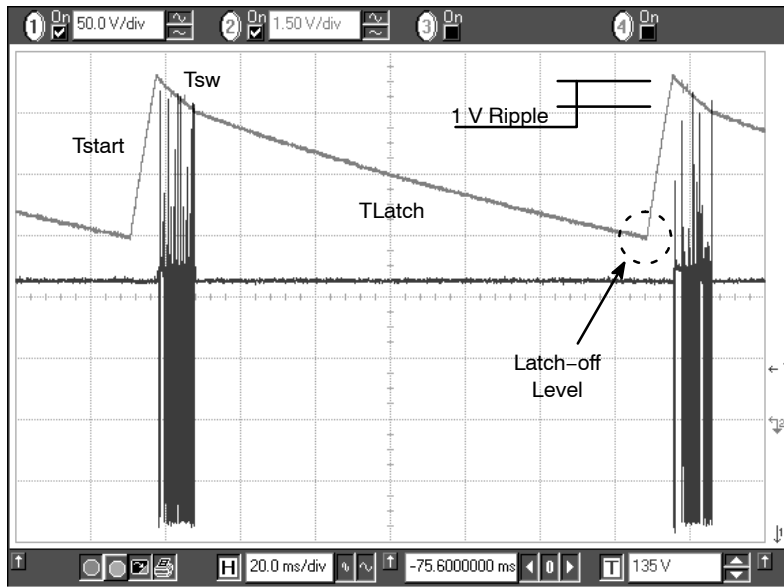 1 On 50.0 V/div 2 On 1.50 V/div 3 On 4 On
Tsw
1 V Ripple
Tstart
TLatch
Latch−off
Level
H 20.0 ms/div -75.6000000 ms 0 T 135 V